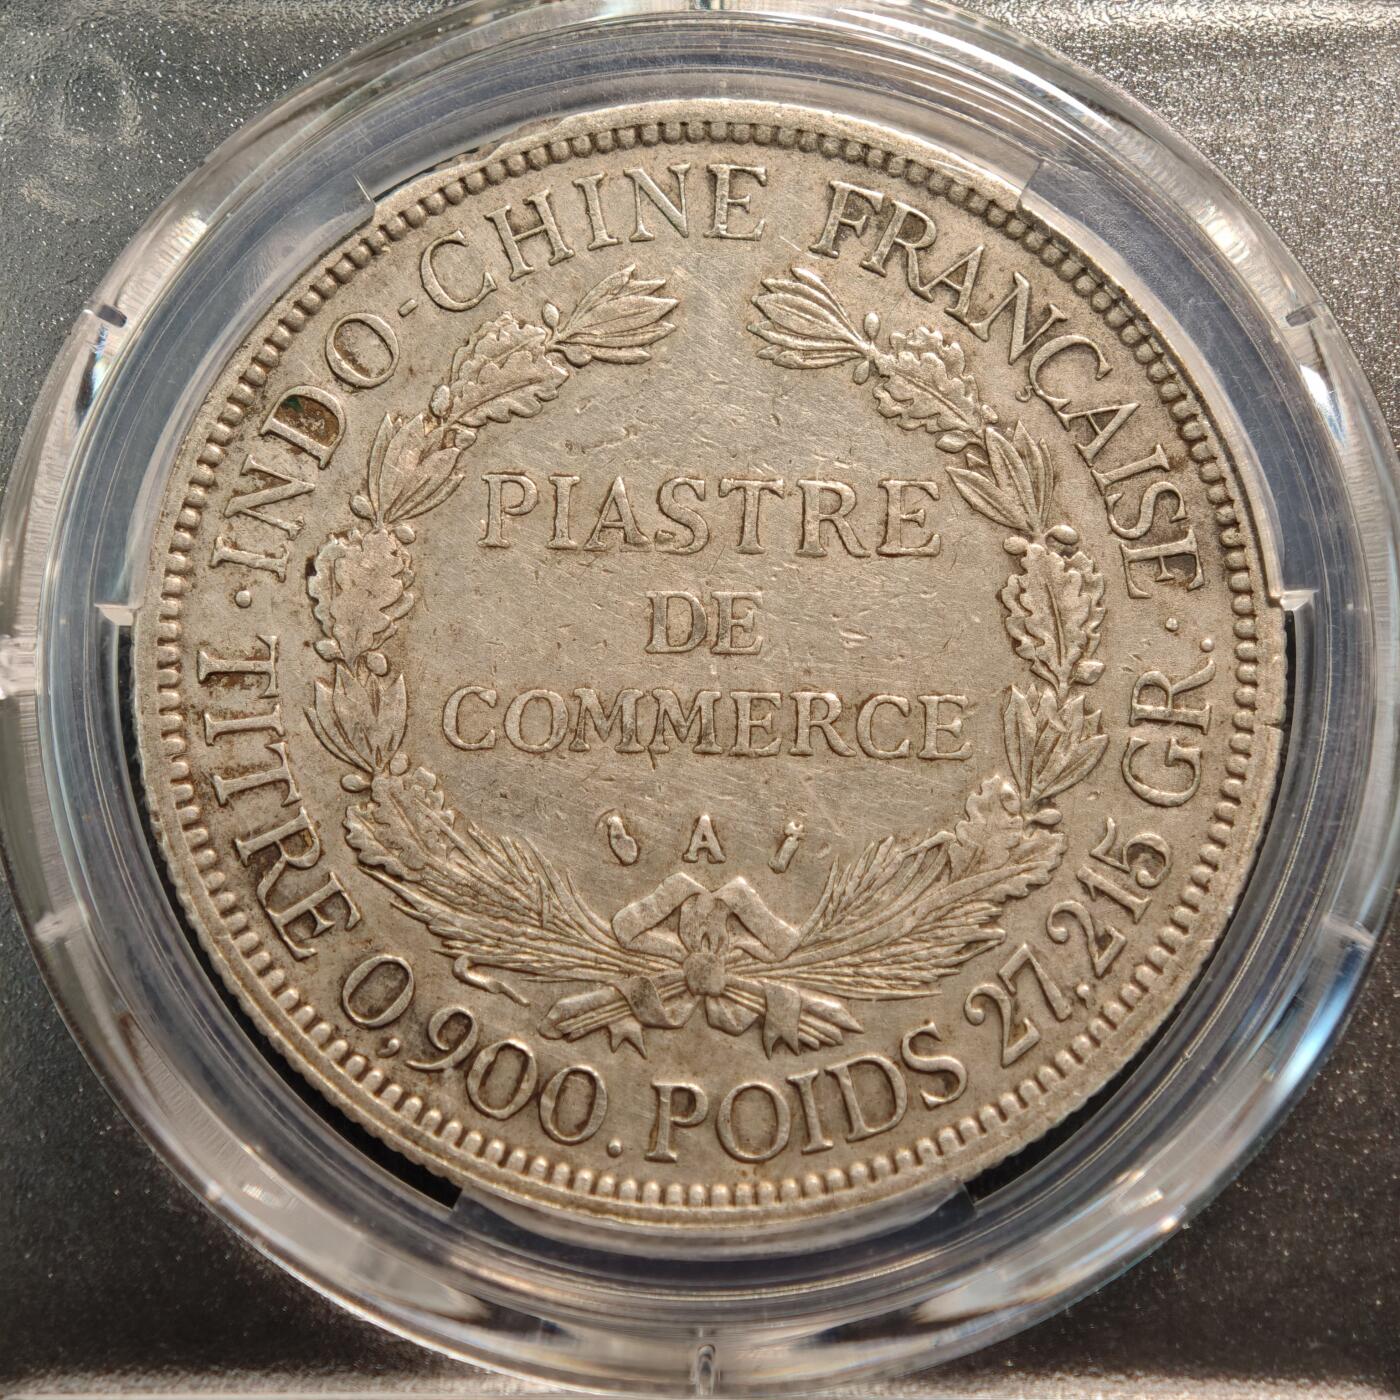 INDO-CHINE FRANÇAISE
PIASTRE
DE
COMMERCE
A
· TITRE 0,900. POIDS 27,215 GR. ·